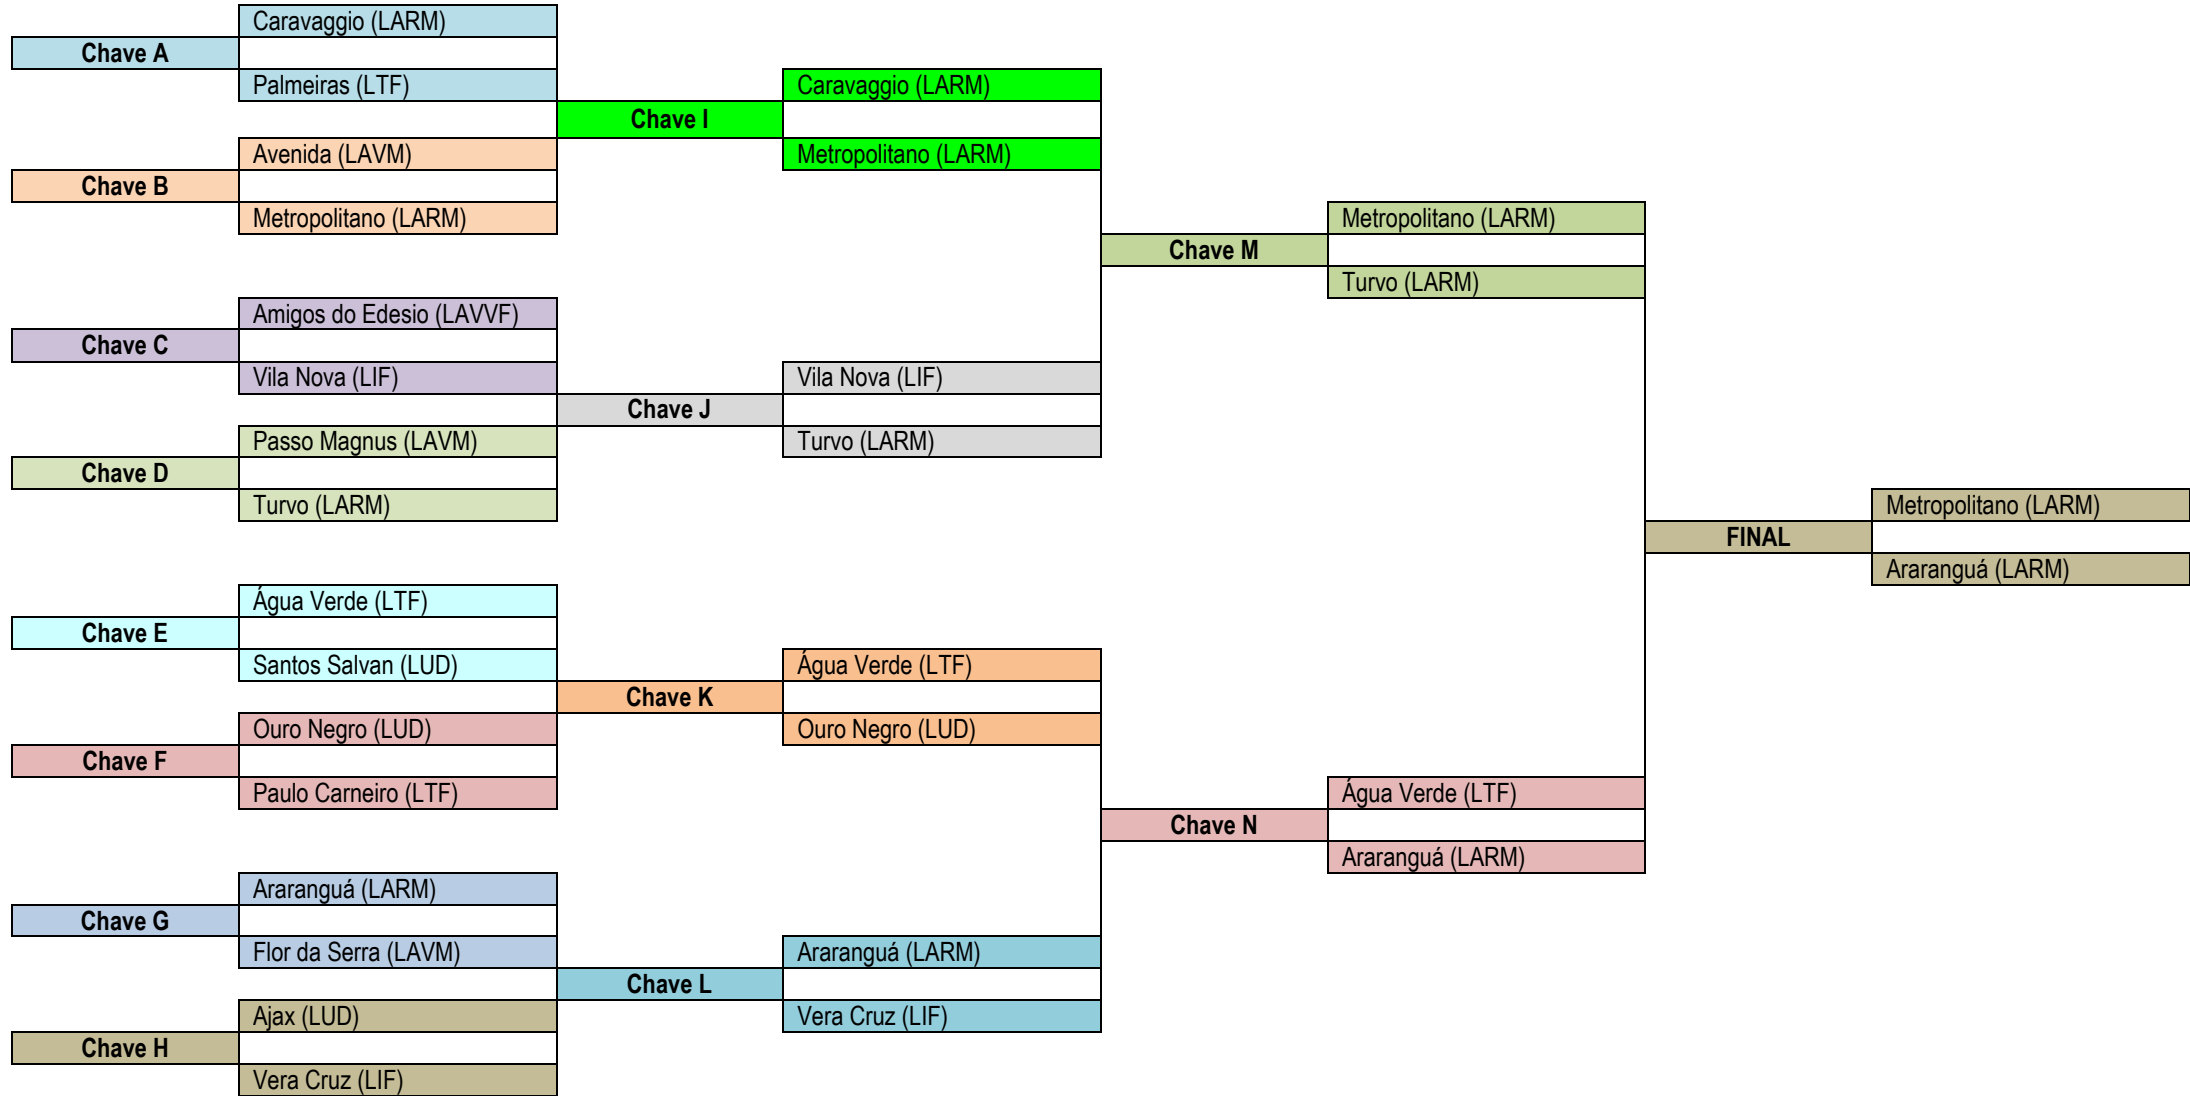 Caravaggio (LARM)
Chave A
Palmeiras (LTF)
Caravaggio (LARM)
Chave I
Avenida (LAVM)
Metropolitano (LARM)
Chave B
Metropolitano (LARM)
Metropolitano (LARM)
Chave M
Turvo (LARM)
Amigos do Edesio (LAVVF)
Chave C
Vila Nova (LIF)
Vila Nova (LIF)
Chave J
Passo Magnus (LAVM)
Turvo (LARM)
Chave D
Turvo (LARM)
Metropolitano (LARM)
FINAL
Araranguá (LARM)
Água Verde (LTF)
Chave E
Santos Salvan (LUD)
Água Verde (LTF)
Chave K
Ouro Negro (LUD)
Ouro Negro (LUD)
Chave F
Paulo Carneiro (LTF)
Água Verde (LTF)
Chave N
Araranguá (LARM)
Araranguá (LARM)
Chave G
Flor da Serra (LAVM)
Araranguá (LARM)
Chave L
Ajax (LUD)
Vera Cruz (LIF)
Chave H
Vera Cruz (LIF)